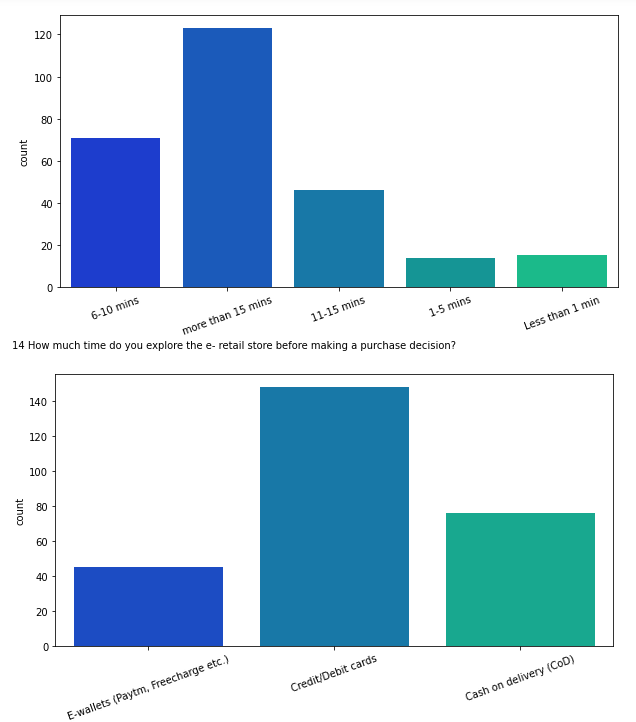 120
100
80
60
40
20
0
count
6-10 mins
more than 15 mins
11-15 mins
1-5 mins
Less than 1 min
14 How much time do you explore the e- retail store before making a purchase decision?
140
120
100
80
60
40
20
0
count
E-wallets (Paytm, Freecharge etc.)
Credit/Debit cards
Cash on delivery (CoD)